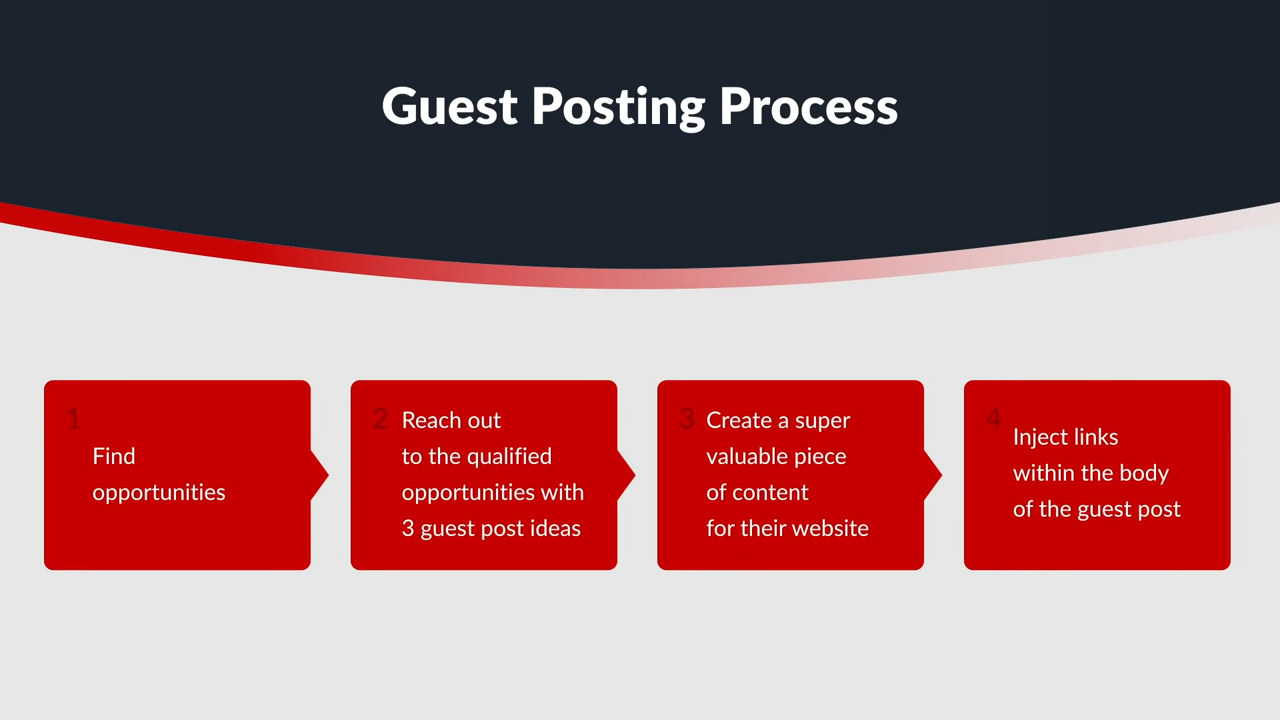 Guest Posting Process
1
Find
opportunities
2
Reach out
to the qualified
opportunities with
3 guest post ideas
3
Create a super
valuable piece
of content
for their website
4
Inject links
within the body
of the guest post